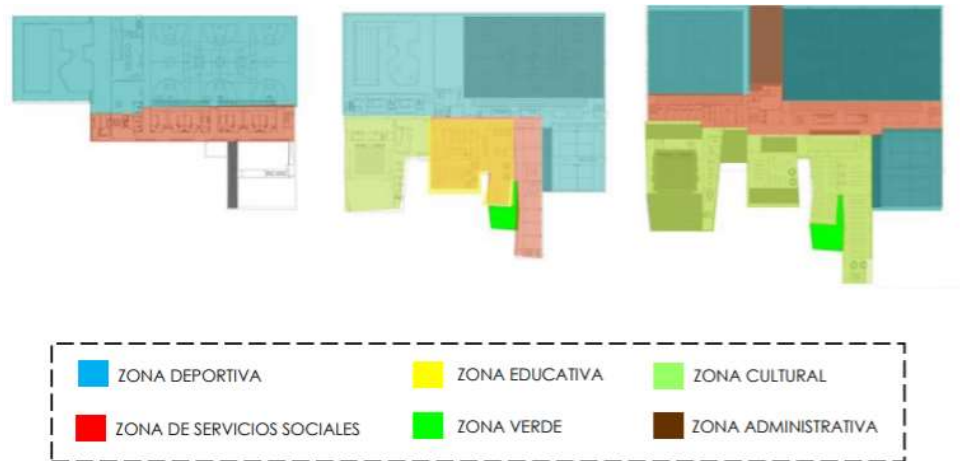 ZONA DEPORTIVA
ZONA EDUCATIVA
ZONA CULTURAL
ZONA DE SERVICIOS SOCIALES
ZONA VERDE
ZONA ADMINISTRATIVA